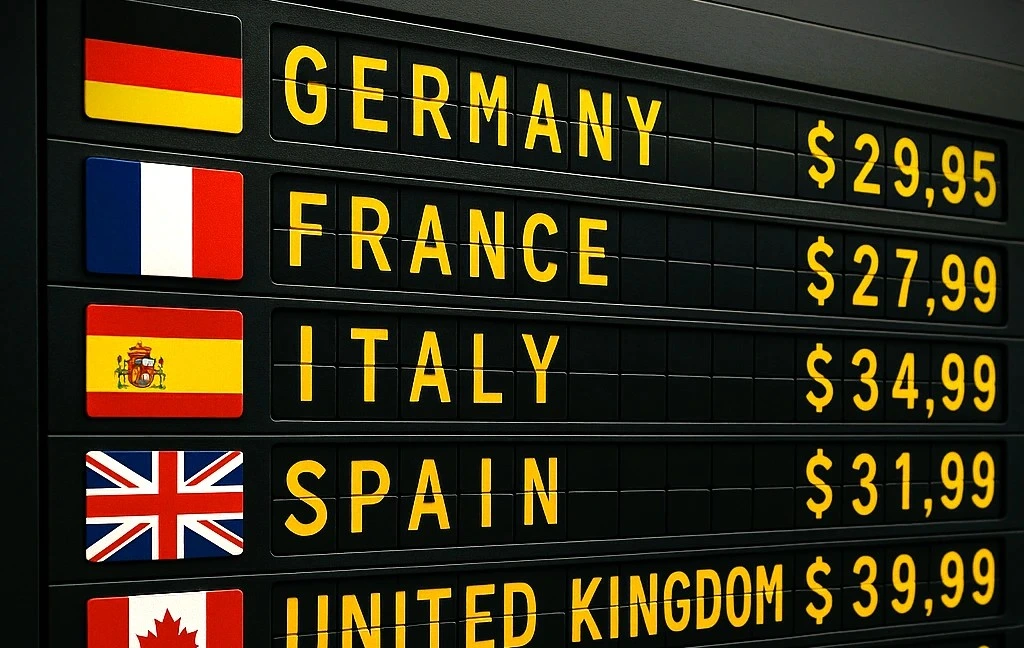 GERMANY $29,95
FRANCE $27,99
ITALY $34,99
SPAIN $31,99
UNITED KINGDOM $39,99